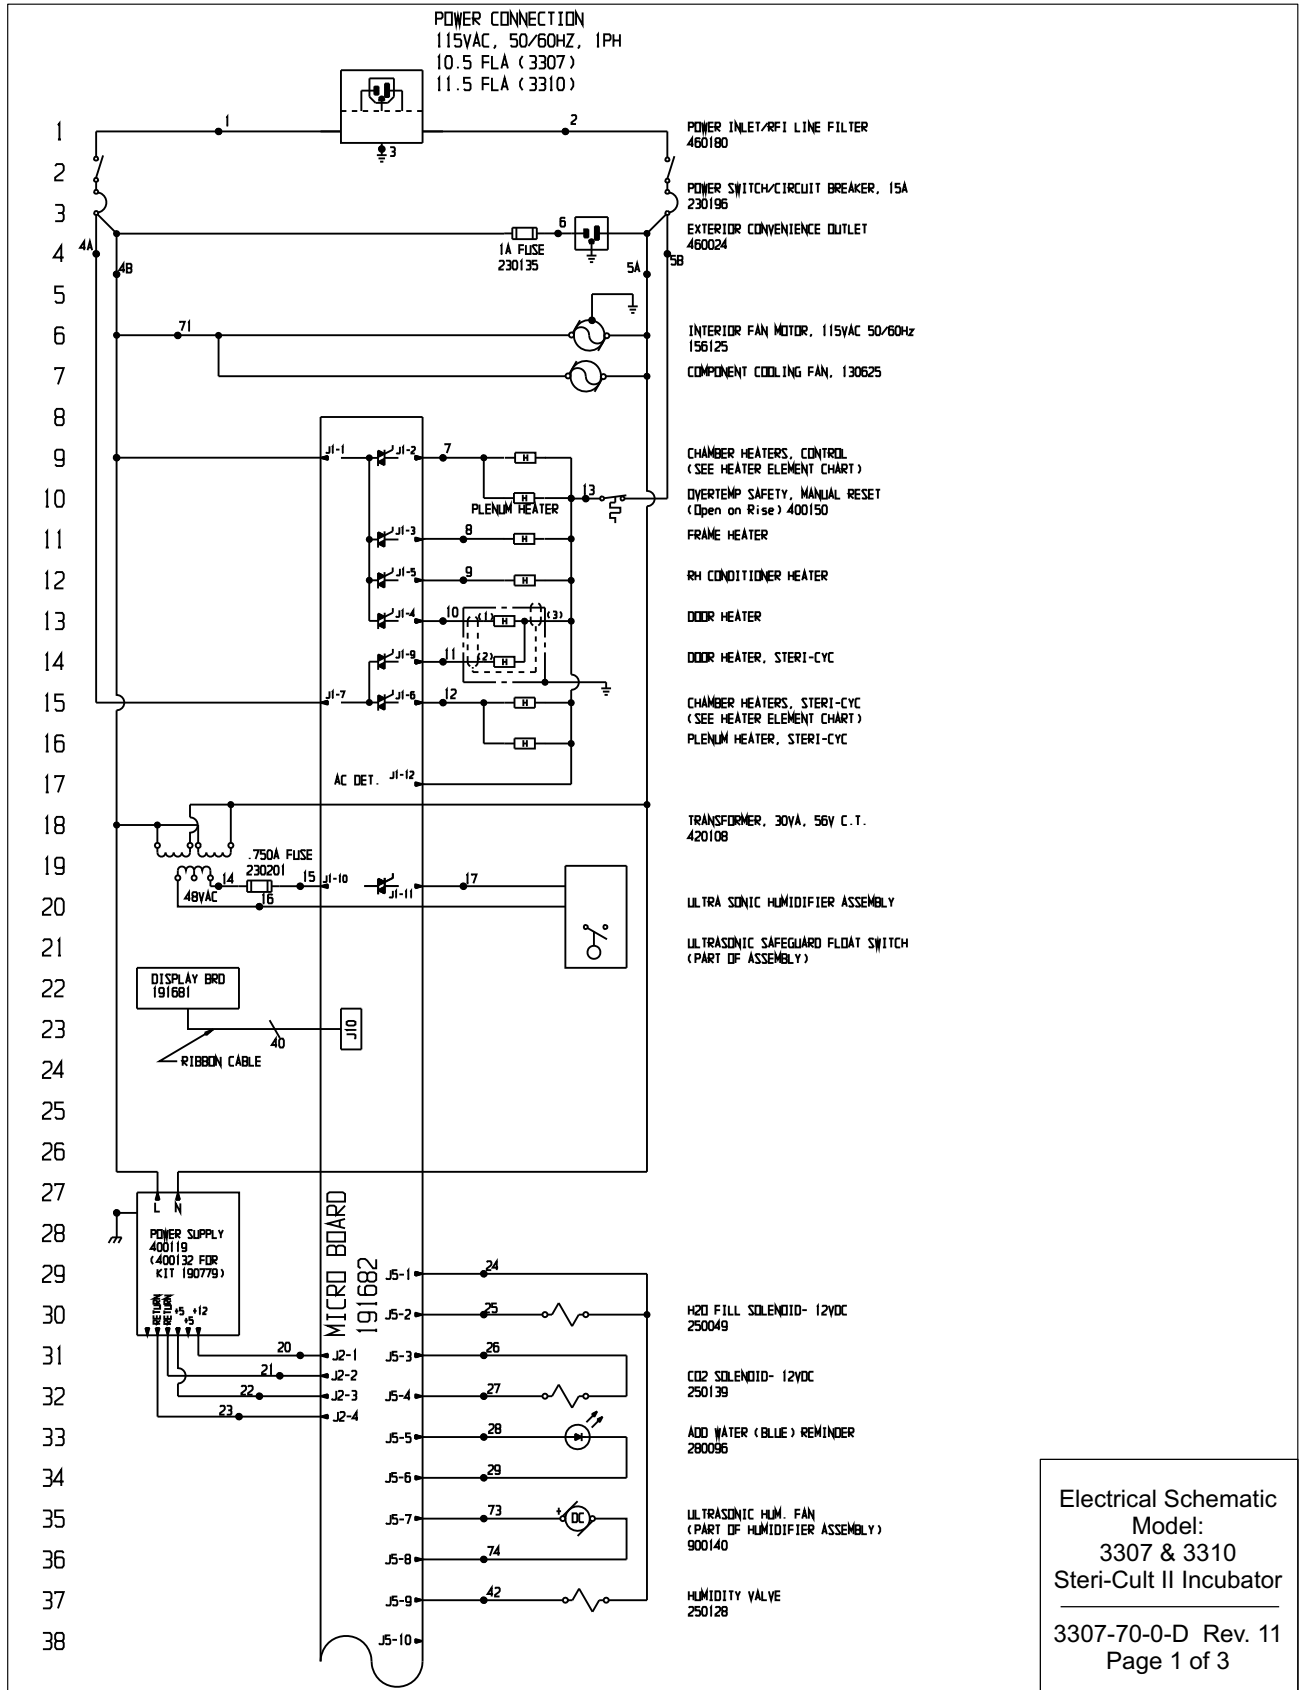 POWER CONNECTION
115VAC, 50/60HZ, 1PH
10.5 FLA (3307)
11.5 FLA (3310)
1
1
2
POWER INLET/RFI LINE FILTER
460180
3
2
POWER SWITCH/CIRCUIT BREAKER, 15A
230196
3
6
EXTERIOR CONVENIENCE OUTLET
460024
4
4A
1A FUSE
230135
5B
4B
5A
5
6
71
INTERIOR FAN MOTOR, 115VAC 50/60Hz
156125
7
COMPONENT COOLING FAN, 130625
8
9
J1-1
J1-2
7
H
CHAMBER HEATERS, CONTROL
(SEE HEATER ELEMENT CHART)
10
H
PLENUM HEATER
13
OVERTEMP SAFETY, MANUAL RESET
(Open on Rise) 400150
11
J1-3
8
H
FRAME HEATER
12
J1-5
9
H
RH CONDITIONER HEATER
13
J1-4
10
(1)
H
(3)
DOOR HEATER
14
J1-9
11
(2)
H
DOOR HEATER, STERI-CYC
15
J1-7
J1-6
12
H
CHAMBER HEATERS, STERI-CYC
(SEE HEATER ELEMENT CHART)
16
H
PLENUM HEATER, STERI-CYC
17
AC DET.
J1-12
18
TRANSFORMER, 30VA, 56V C.T.
420108
19
.750A FUSE
230201
14
15
J1-10
J1-11
17
48VAC
16
20
ULTRA SONIC HUMIDIFIER ASSEMBLY
21
ULTRASONIC SAFEGUARD FLOAT SWITCH
(PART OF ASSEMBLY)
22
DISPLAY BRD
191681
23
40
J10
RIBBON CABLE
24
25
26
27
L N
28
POWER SUPPLY
400119
(400132 FOR
KIT 190779)
MICRO BOARD
191682
29
J5-1
24
30
RETURN
RETURN
+5
+5
+12
J5-2
25
H2O FILL SOLENOID- 12VDC
250049
31
20
J2-1
J5-3
26
21
J2-2
CO2 SOLENOID- 12VDC
250139
32
22
J2-3
J5-4
27
23
J2-4
33
J5-5
28
ADD WATER (BLUE) REMINDER
280096
34
J5-6
29
35
J5-7
73
+
DC
ULTRASONIC HUM. FAN
(PART OF HUMIDIFIER ASSEMBLY)
900140
36
J5-8
74
37
J5-9
42
HUMIDITY VALVE
250128
38
J5-10
Electrical Schematic
Model:
3307 & 3310
Steri-Cult II Incubator
3307-70-0-D Rev. 11
Page 1 of 3